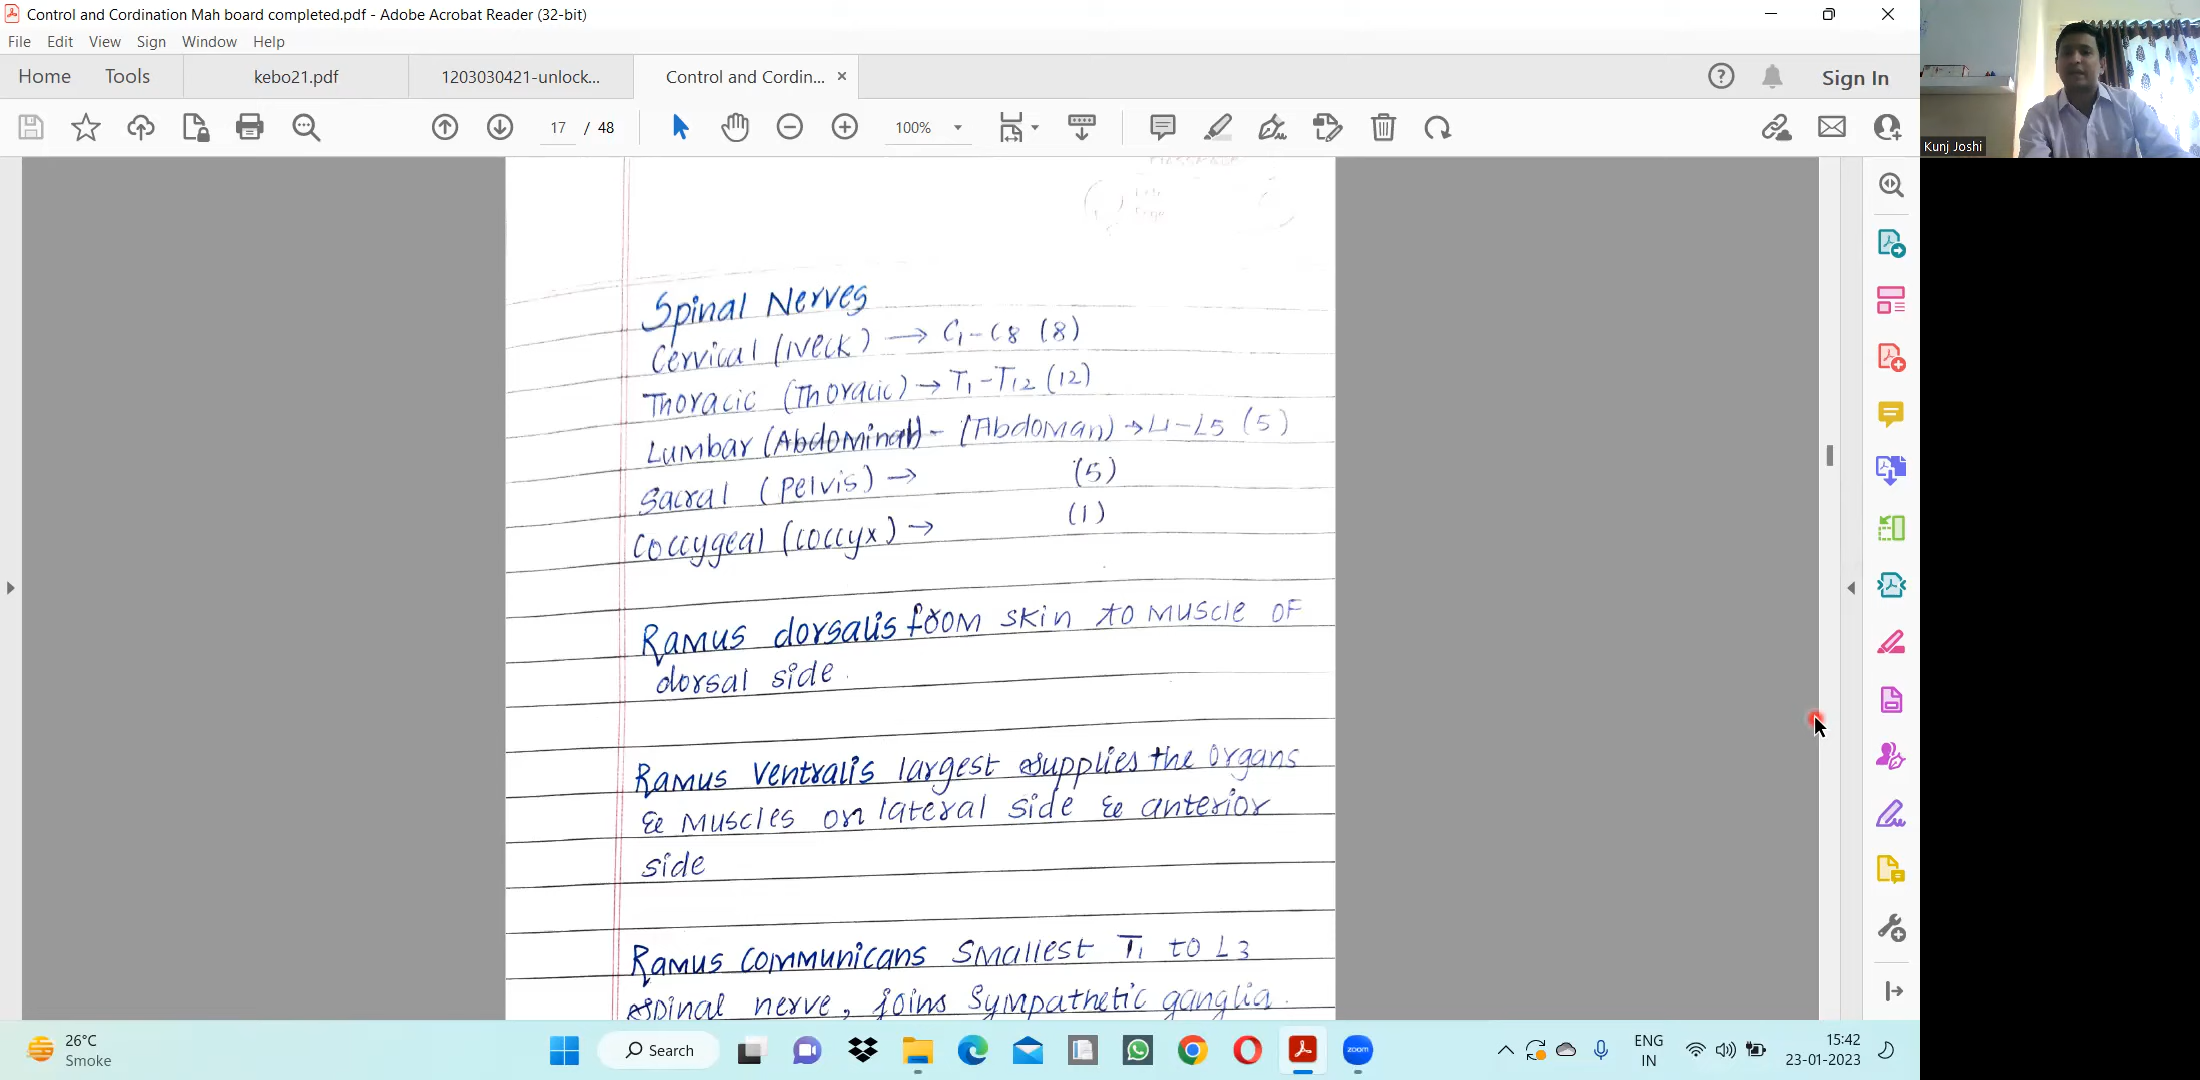 Control and Cordination Mah board completed.pdf - Adobe Acrobat Reader (32-bit)
File Edit View Sign Window Help
Home Tools kebo21.pdf 1203030421-unlock... Control and Cordin... × Sign In
17 / 48 100%
Kunj Joshi
Spinal Nerves
Cervical (Neck) → C1-C8 (8)
Thoracic (Thoracic) → T1-T12 (12)
Lumbar (Abdominal) - (Abdoman) → L1-L5 (5)
Sacral (Pelvis) → (5)
Coccygeal (Coccyx) → (1)
Ramus dorsalis from skin to muscle of
dorsal side.
Ramus ventralis largest supplies the organs
& muscles on lateral side & anterior
side
Ramus communicans smallest T1 to L3
spinal nerve, joins sympathetic ganglia.
26°C
Smoke
Search
zoom
ENG
IN
15:42
23-01-2023